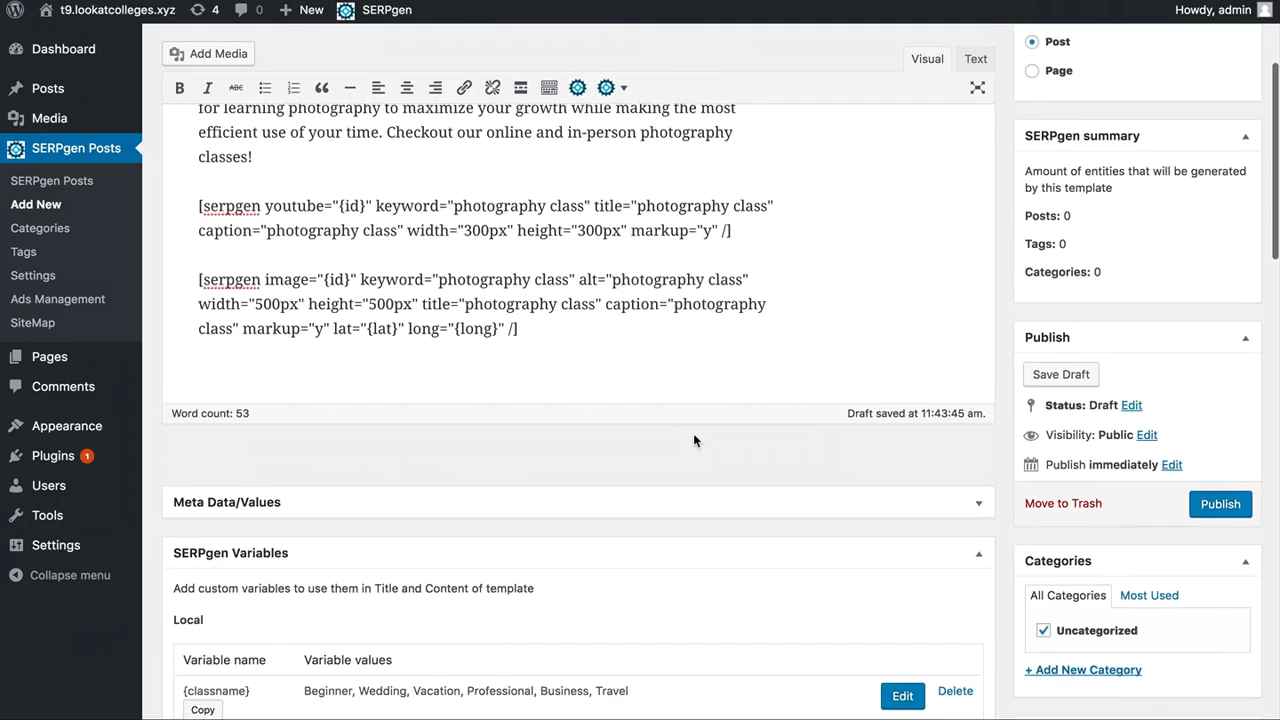 t9.lookatcolleges.xyz 4 0 New SERPgen Howdy, admin
Dashboard
Posts
Media
SERPgen Posts
SERPgen Posts
Add New
Categories
Tags
Settings
Ads Management
SiteMap
Pages
Comments
Appearance
Plugins 1
Users
Tools
Settings
Collapse menu
Add Media
Visual Text
B I ABC
for learning photography to maximize your growth while making the most
efficient use of your time. Checkout our online and in-person photography
classes!
[serpgen youtube="{id}" keyword="photography class" title="photography class"
caption="photography class" width="300px" height="300px" markup="y" /]
[serpgen image="{id}" keyword="photography class" alt="photography class"
width="500px" height="500px" title="photography class" caption="photography
class" markup="y" lat="{lat}" long="{long}" /]
Word count: 53 Draft saved at 11:43:45 am.
Meta Data/Values
SERPgen Variables
Add custom variables to use them in Title and Content of template
Local
Variable name Variable values
{classname} Beginner, Wedding, Vacation, Professional, Business, Travel Edit Delete
Copy
Post
Page
SERPgen summary
Amount of entities that will be generated
by this template
Posts: 0
Tags: 0
Categories: 0
Publish
Save Draft
Status: Draft Edit
Visibility: Public Edit
Publish immediately Edit
Move to Trash Publish
Categories
All Categories Most Used
Uncategorized
+ Add New Category